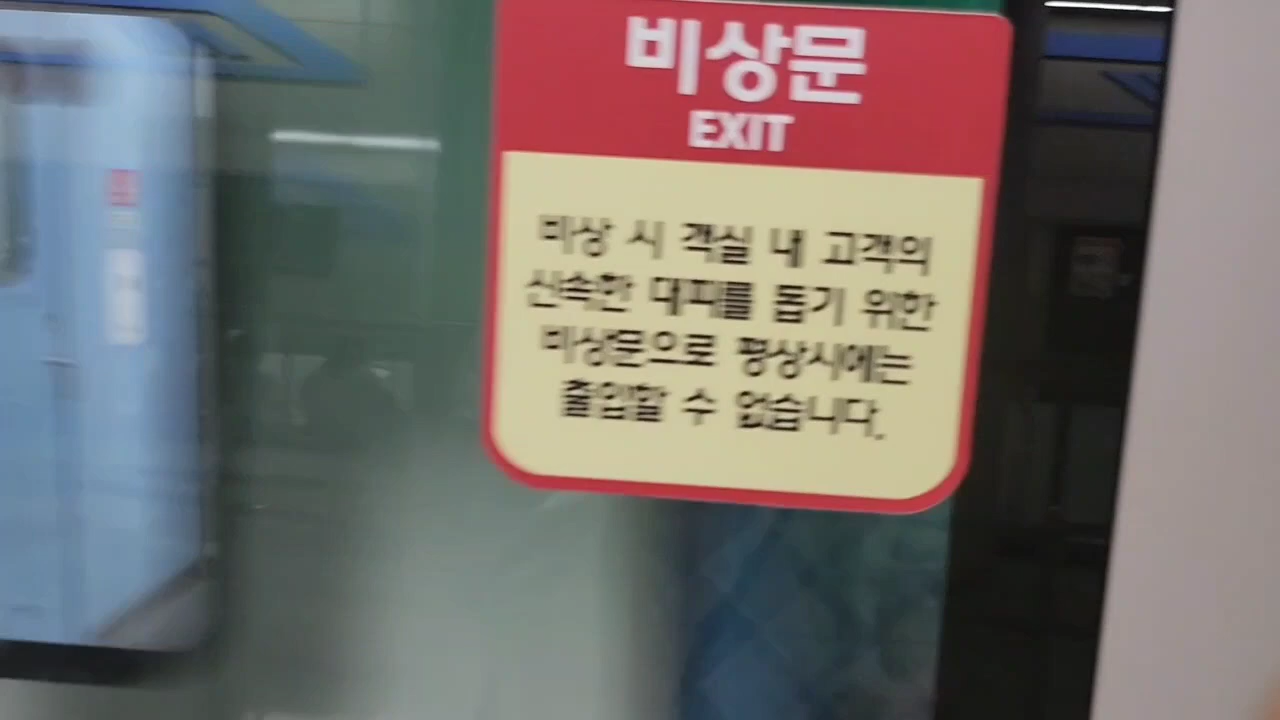 비상문
EXIT
비상 시 객실 내 고객의
신속한 대피를 돕기 위한
비상문으로 평상시에는
출입할 수 없습니다.